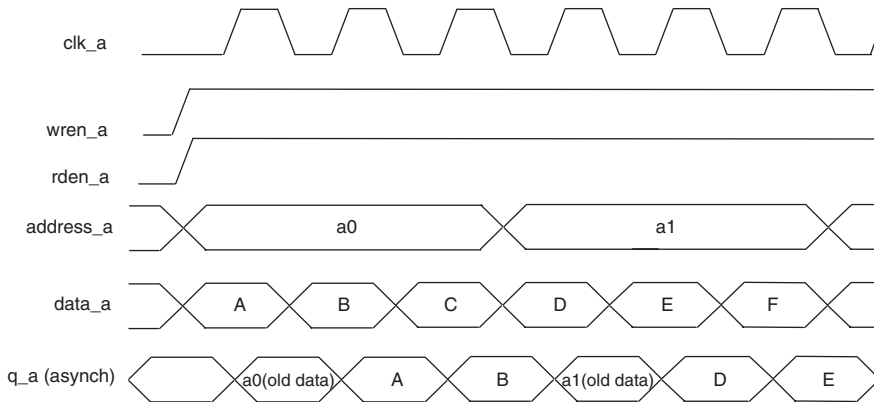 clk_a
wren_a
rden_a
address_a a0 a1
data_a A B C D E F
q_a (asynch) a0(old data) A B a1(old data) D E